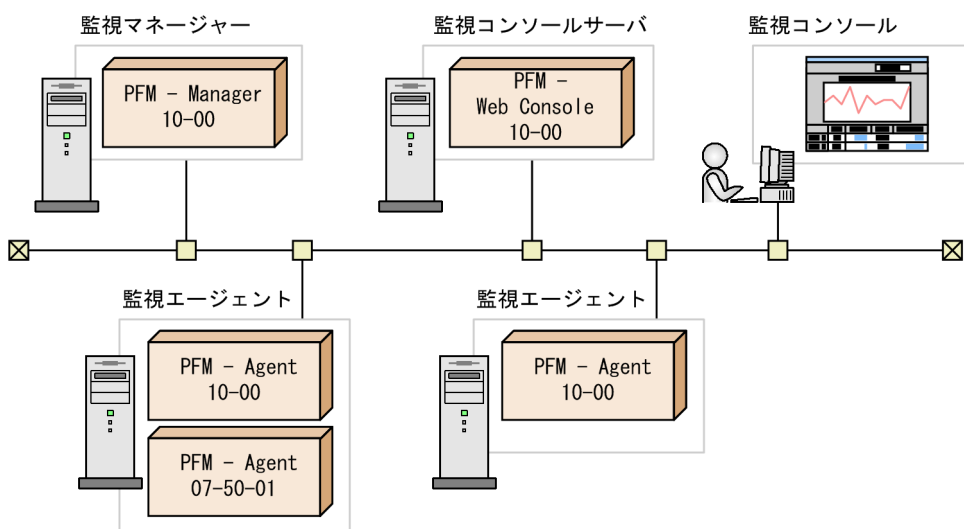 監視マネージャー
PFM − Manager
10-00
監視コンソールサーバ
PFM −
Web Console
10-00
監視コンソール
監視エージェント
PFM − Agent
10-00
PFM − Agent
07-50-01
監視エージェント
PFM − Agent
10-00